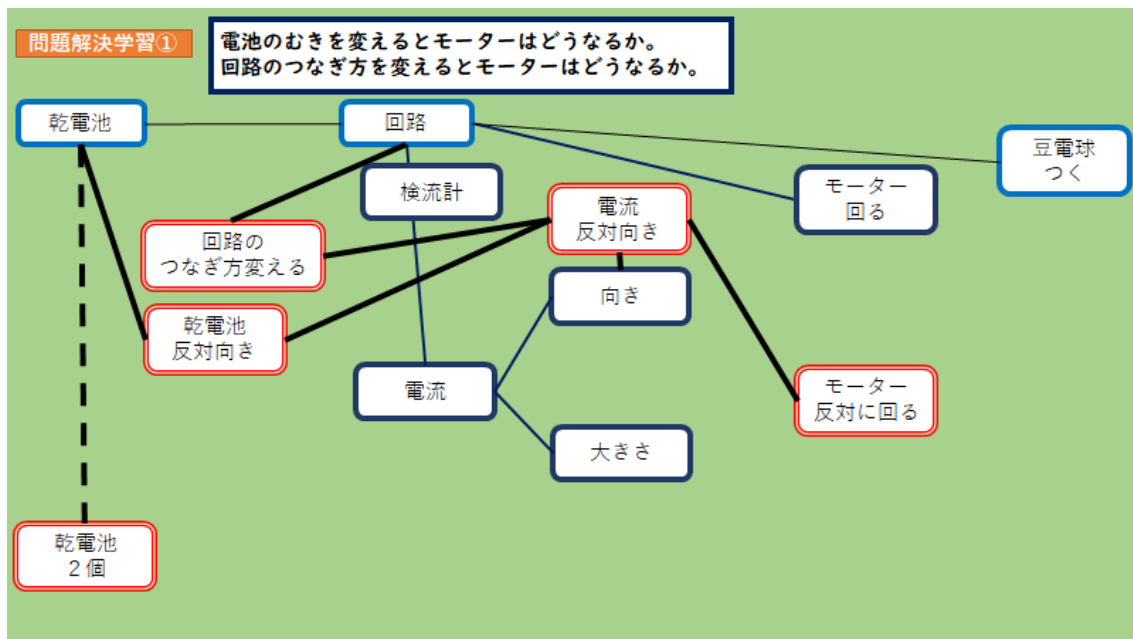 問題解決学習①
電池のむきを変えるとモーターはどうなるか。
回路のつなぎ方を変えるとモーターはどうなるか。
乾電池
回路
豆電球
つく
検流計
モーター
回る
電流
反対向き
回路の
つなぎ方変える
向き
乾電池
反対向き
電流
モーター
反対に回る
大きさ
乾電池
２個